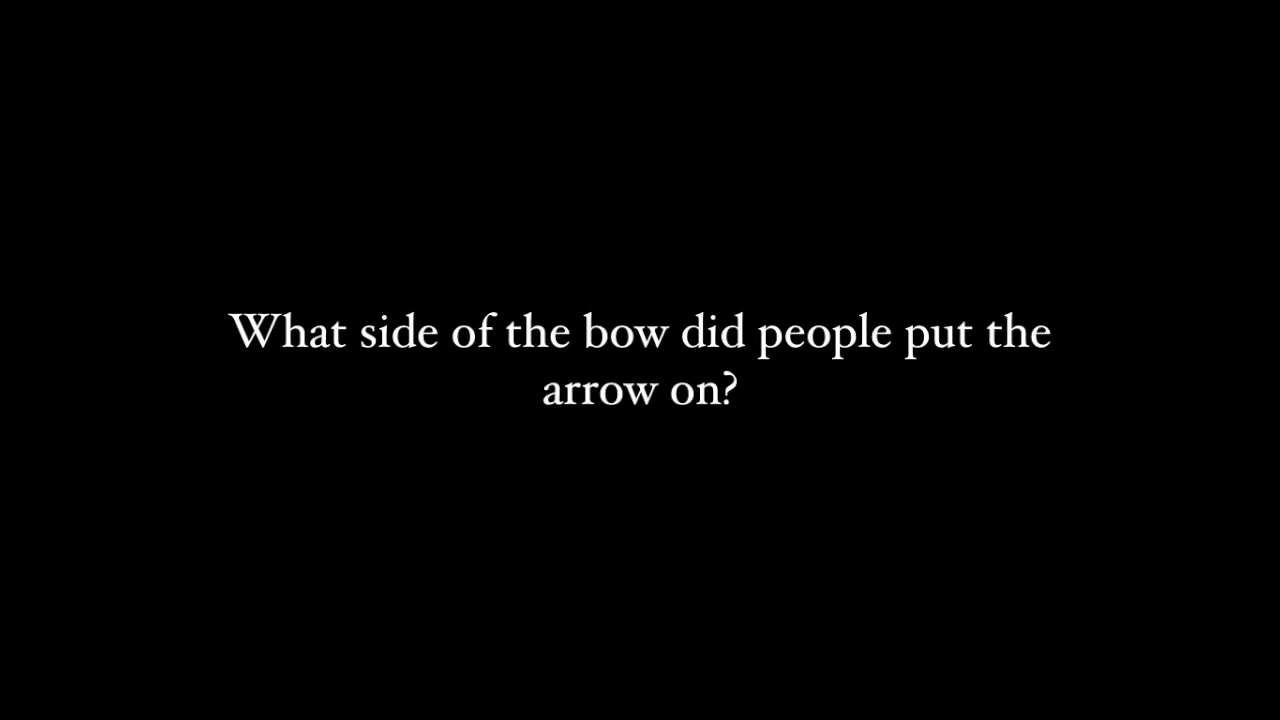 What side of the bow did people put the
arrow on?